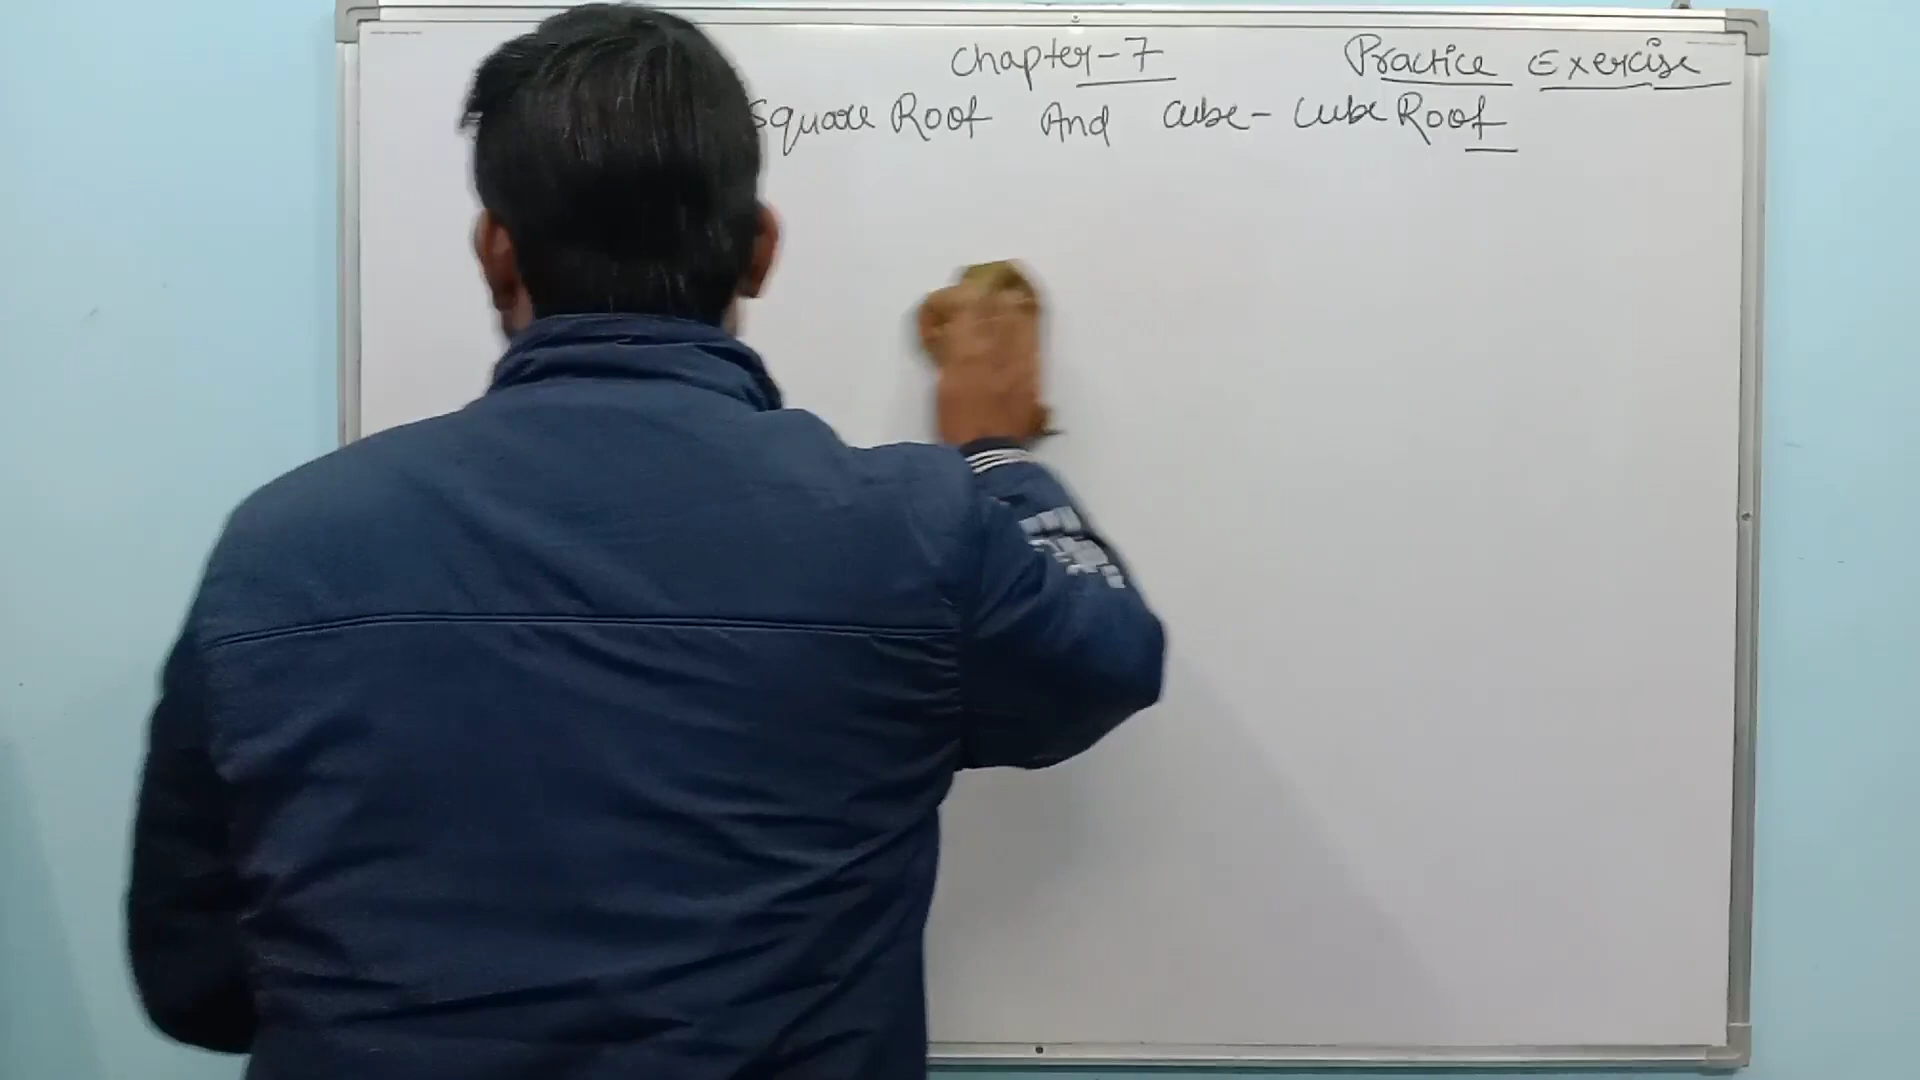 Chapter-7 Practice Exercise
Square Root And Cube- Cube Root